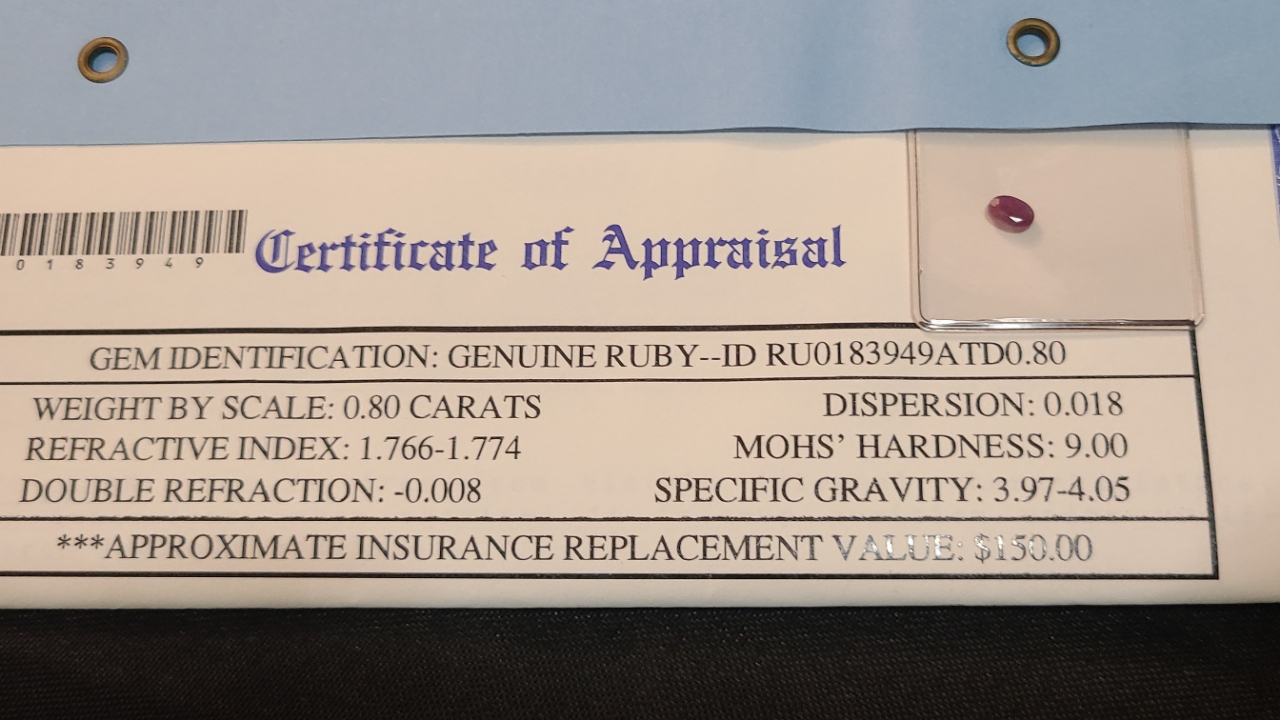 0183949
Certificate of Appraisal
GEM IDENTIFICATION: GENUINE RUBY--ID RU0183949ATD0.80
WEIGHT BY SCALE: 0.80 CARATS
DISPERSION: 0.018
REFRACTIVE INDEX: 1.766-1.774
MOHS’ HARDNESS: 9.00
DOUBLE REFRACTION: -0.008
SPECIFIC GRAVITY: 3.97-4.05
***APPROXIMATE INSURANCE REPLACEMENT VALUE: $150.00